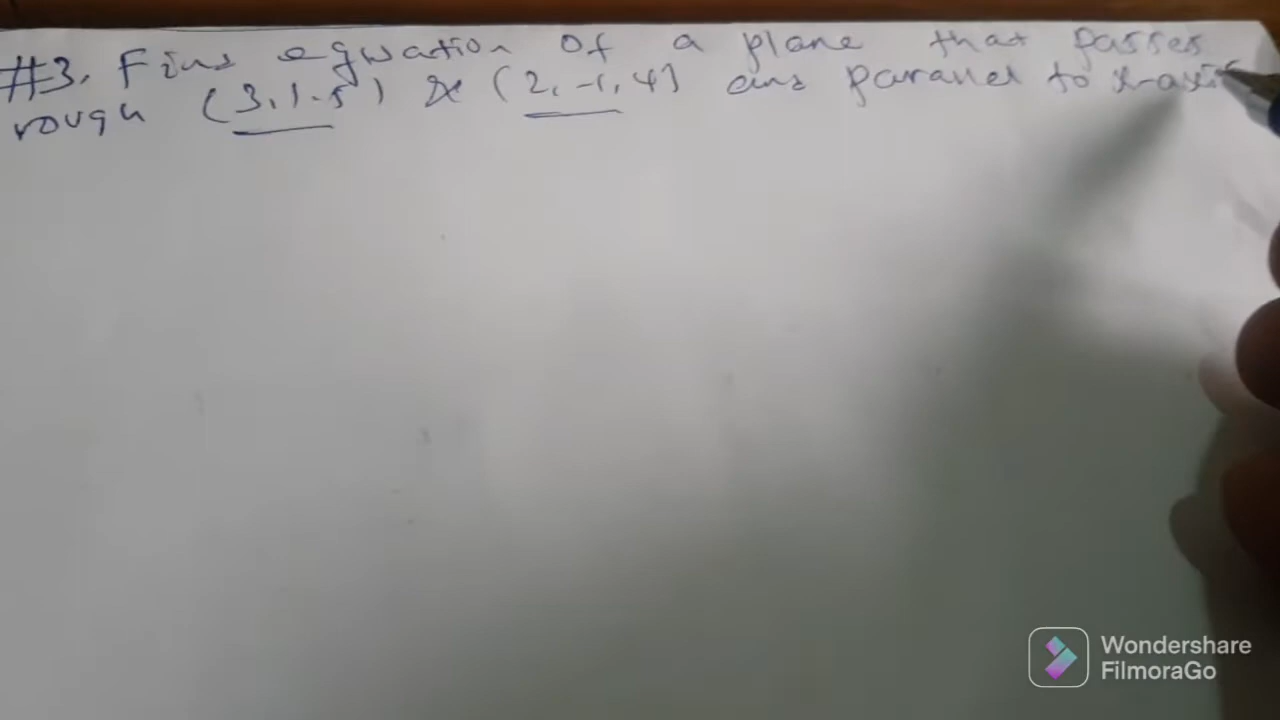 #3. Find equation of a plane that passes
rough (3,1.5) & (2,-1,4) and parallel to x-axis
Wondershare
FilmoraGo